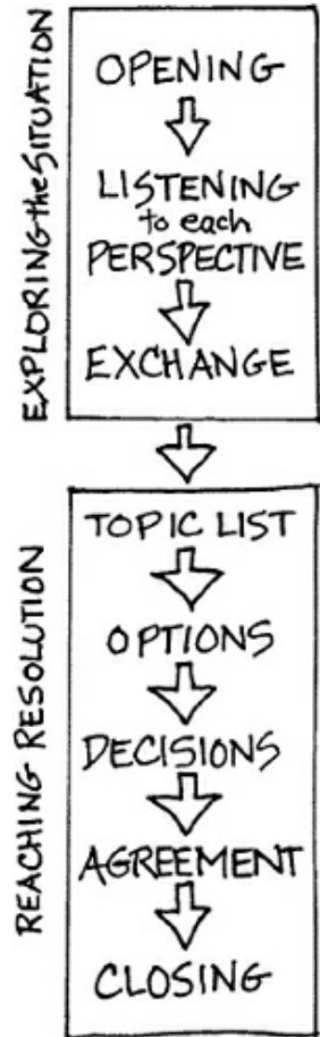 EXPLORING the SITUATION
OPENING
LISTENING
to each
PERSPECTIVE
EXCHANGE
REACHING RESOLUTION
TOPIC LIST
OPTIONS
DECISIONS
AGREEMENT
CLOSING